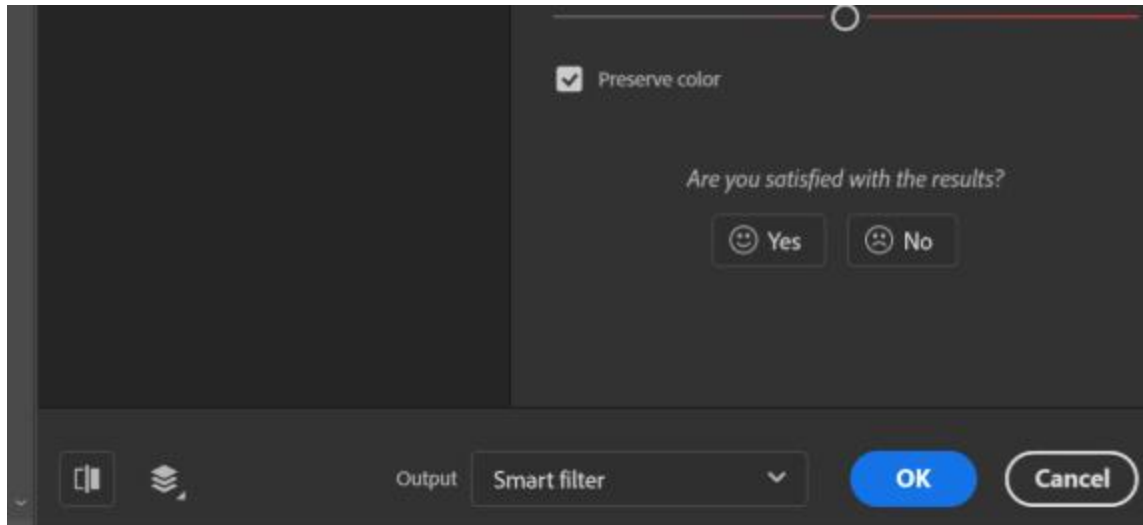 Preserve color
Are you satisfied with the results?
Yes No
Output Smart filter OK Cancel